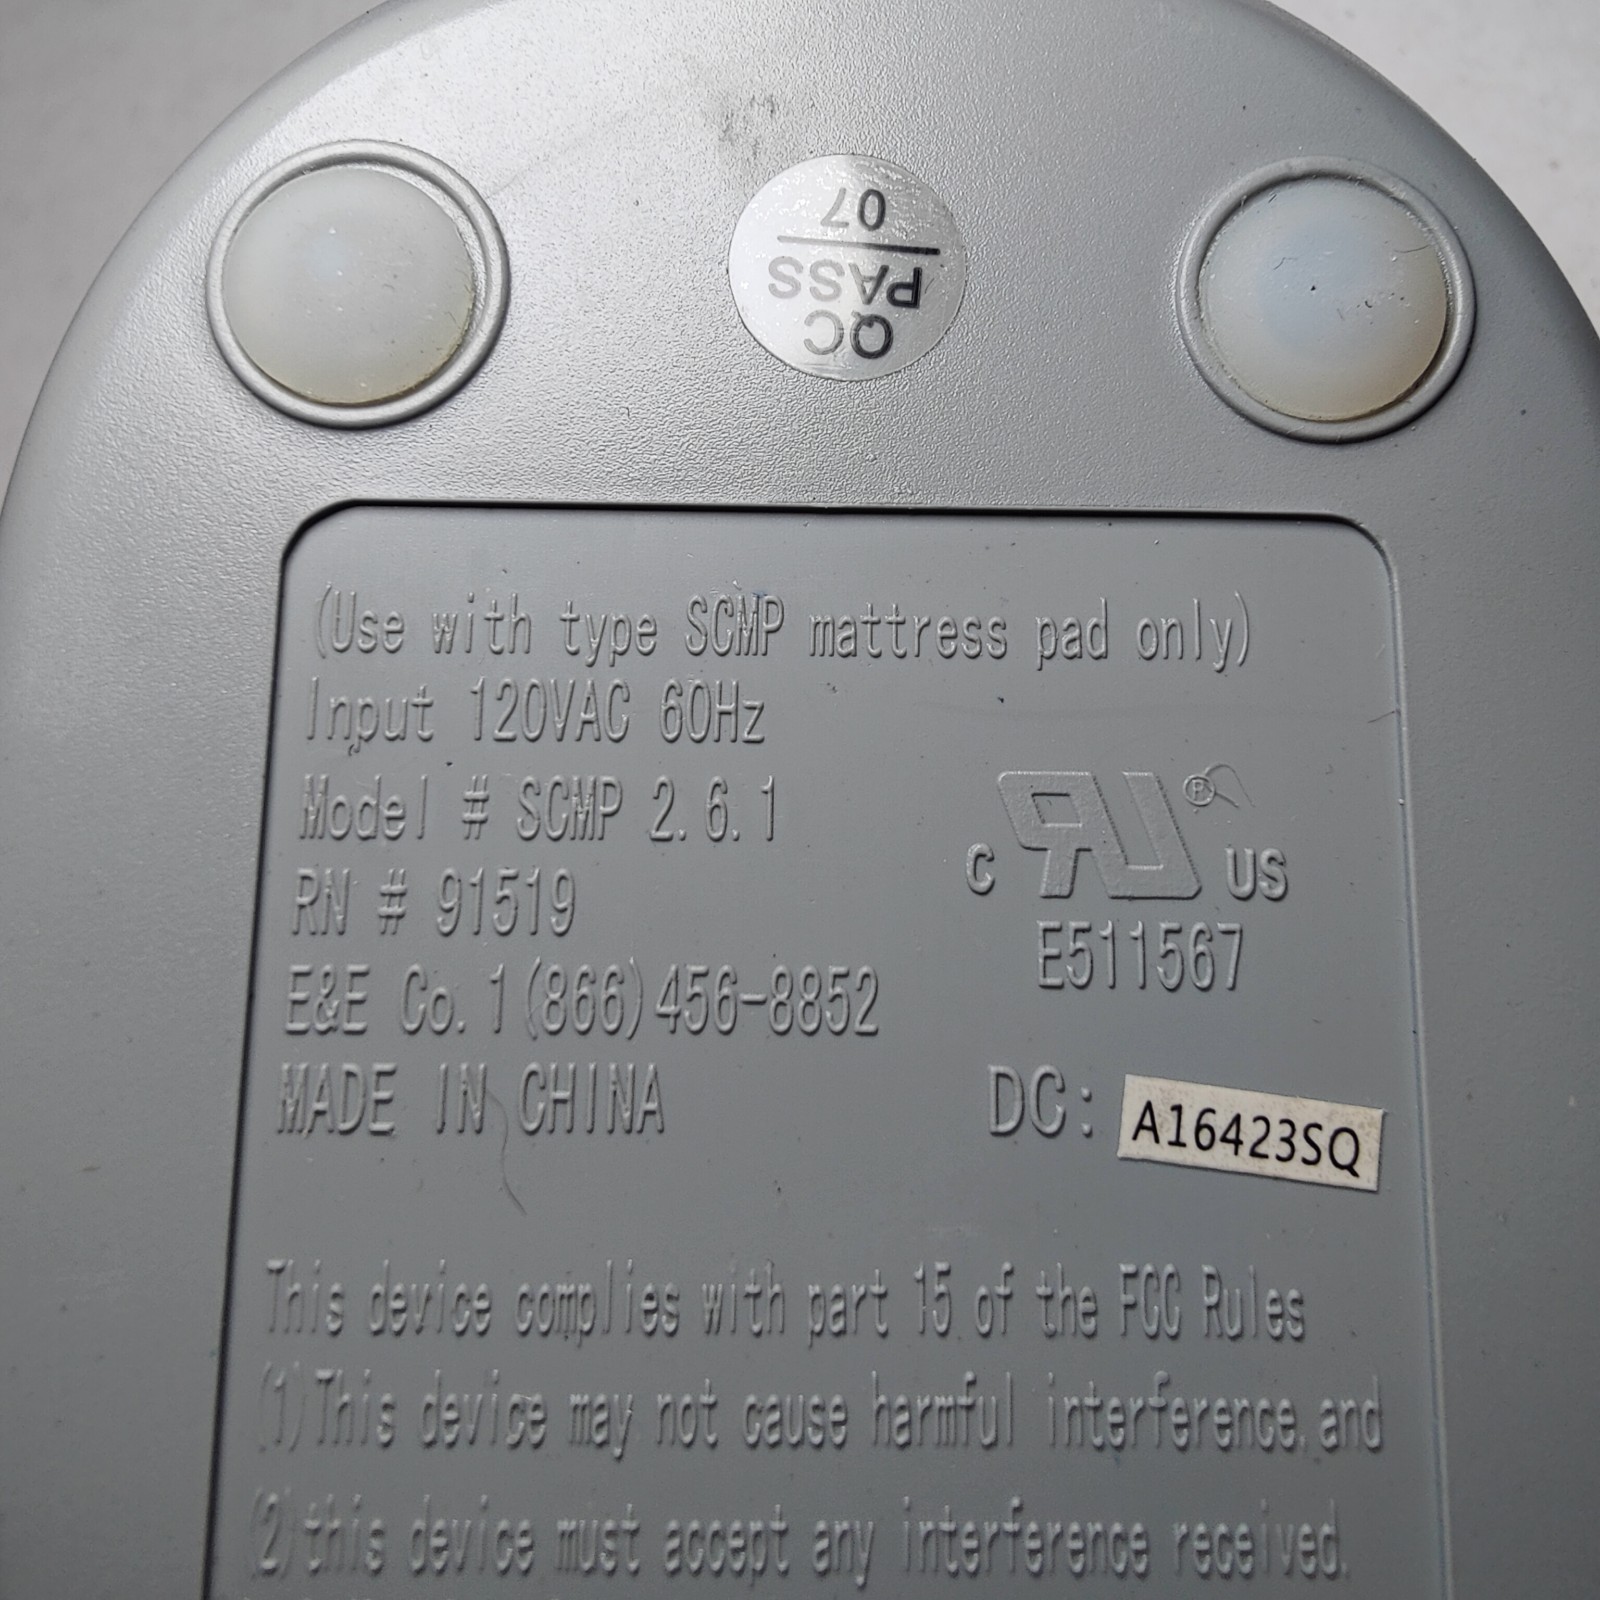 QC
PASS
07
(Use with type SCMP mattress pad only)
Input 120VAC 60Hz
Model # SCMP 2.6.1
RN # 91519
E&E Co. 1(866)456-8852
MADE IN CHINA
c RU ® US
E511567
DC: A16423SQ
This device complies with part 15 of the FCC Rules
(1)This device may not cause harmful interference,and
(2)this device must accept any interference received.